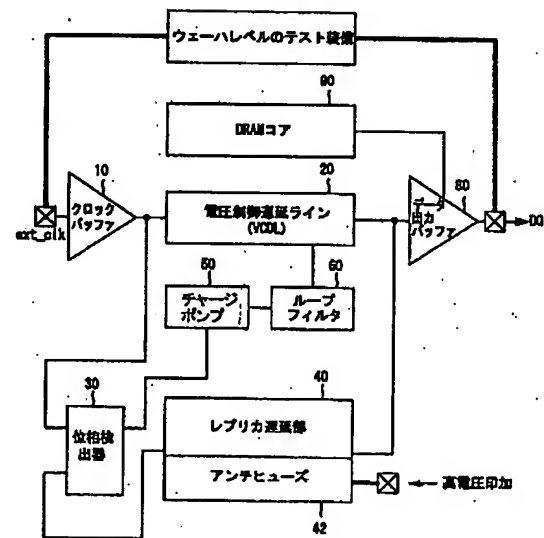 ウェーハレベルのテスト装置
90
DRAMコア
10
クロック
バッファ
ext_clk
20
電圧制御遅延ライン
(VCDL)
80
データ
出力
バッファ
DQ
50
チャージ
ポンプ
60
ループ
フィルタ
30
位相検
出器
40
レプリカ遅延部
アンチヒューズ
42
高電圧印加